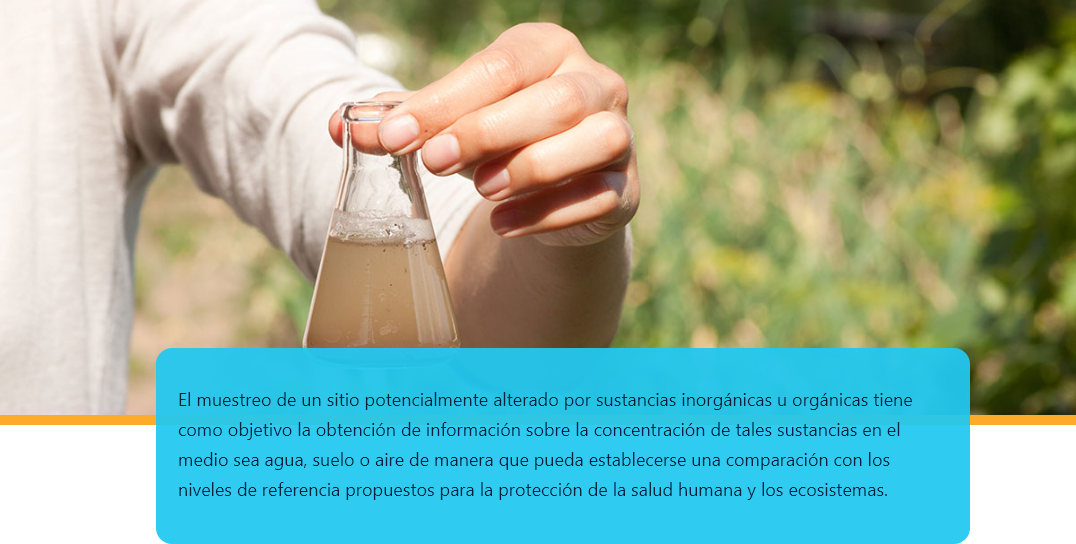 El muestreo de un sitio potencialmente alterado por sustancias inorgánicas u orgánicas tiene
como objetivo la obtención de información sobre la concentración de tales sustancias en el
medio sea agua, suelo o aire de manera que pueda establecerse una comparación con los
niveles de referencia propuestos para la protección de la salud humana y los ecosistemas.